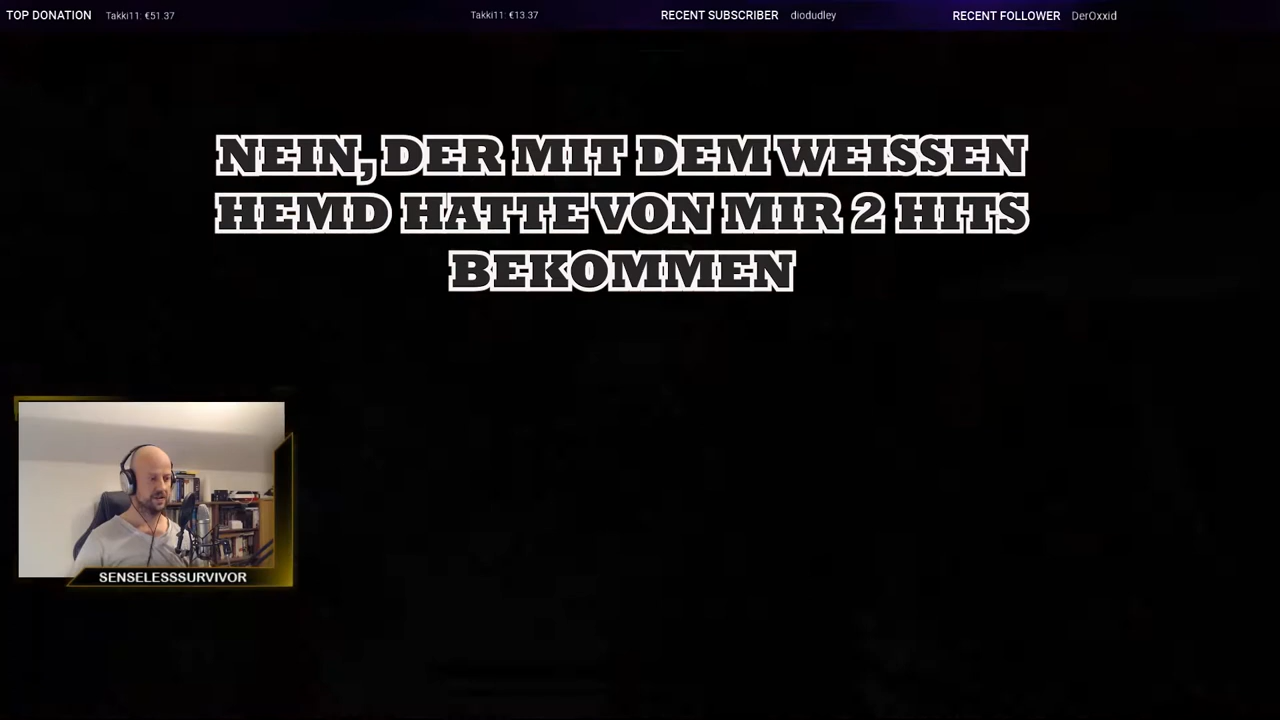 TOP DONATION Takki11: €51.37 Takki11: €13.37 RECENT SUBSCRIBER diodudley RECENT FOLLOWER DerOxxid
NEIN, DER MIT DEM WEISSEN
HEMD HATTE VON MIR 2 HITS
BEKOMMEN
SENSELESSSURVIVOR